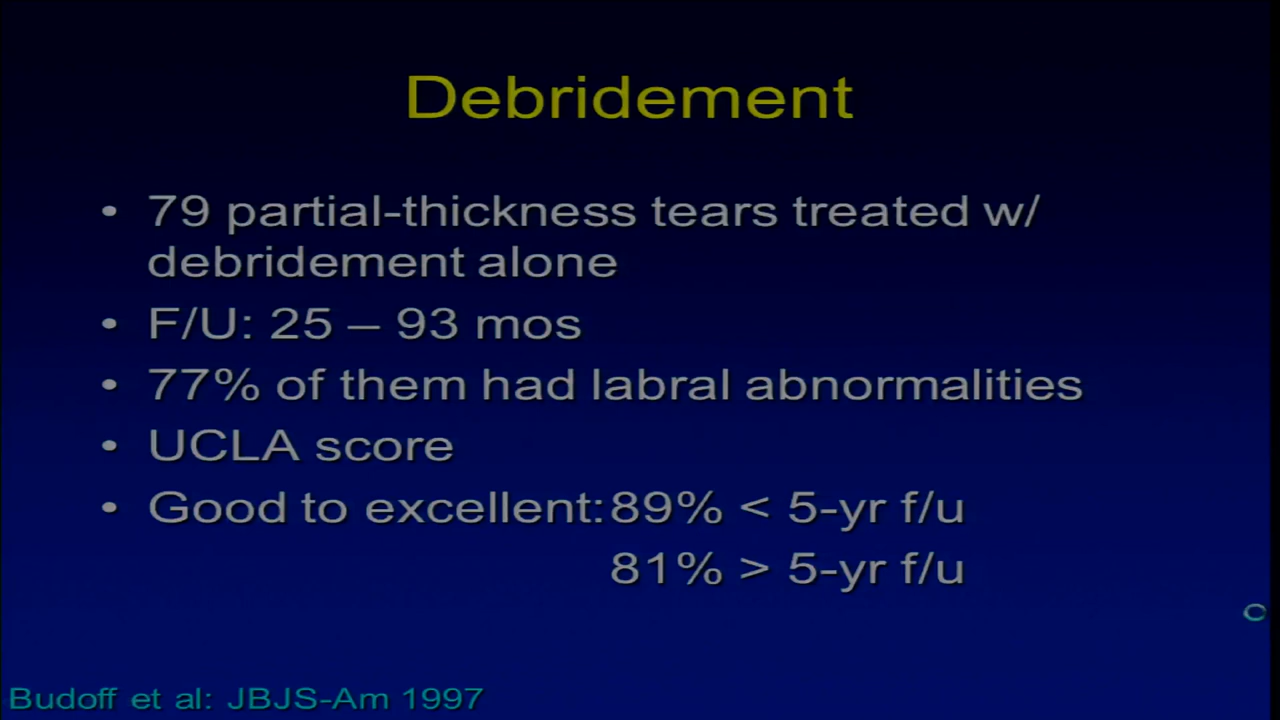 Debridement
• 79 partial-thickness tears treated w/
debridement alone
• F/U: 25 – 93 mos
• 77% of them had labral abnormalities
• UCLA score
• Good to excellent: 89% < 5-yr f/u
81% > 5-yr f/u
C
Budoff et al: JBJS-Am 1997